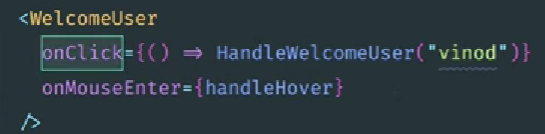 <WelcomeUser
onClick={() => HandleWelcomeUser("vinod")}
onMouseEnter={handleHover}
/>